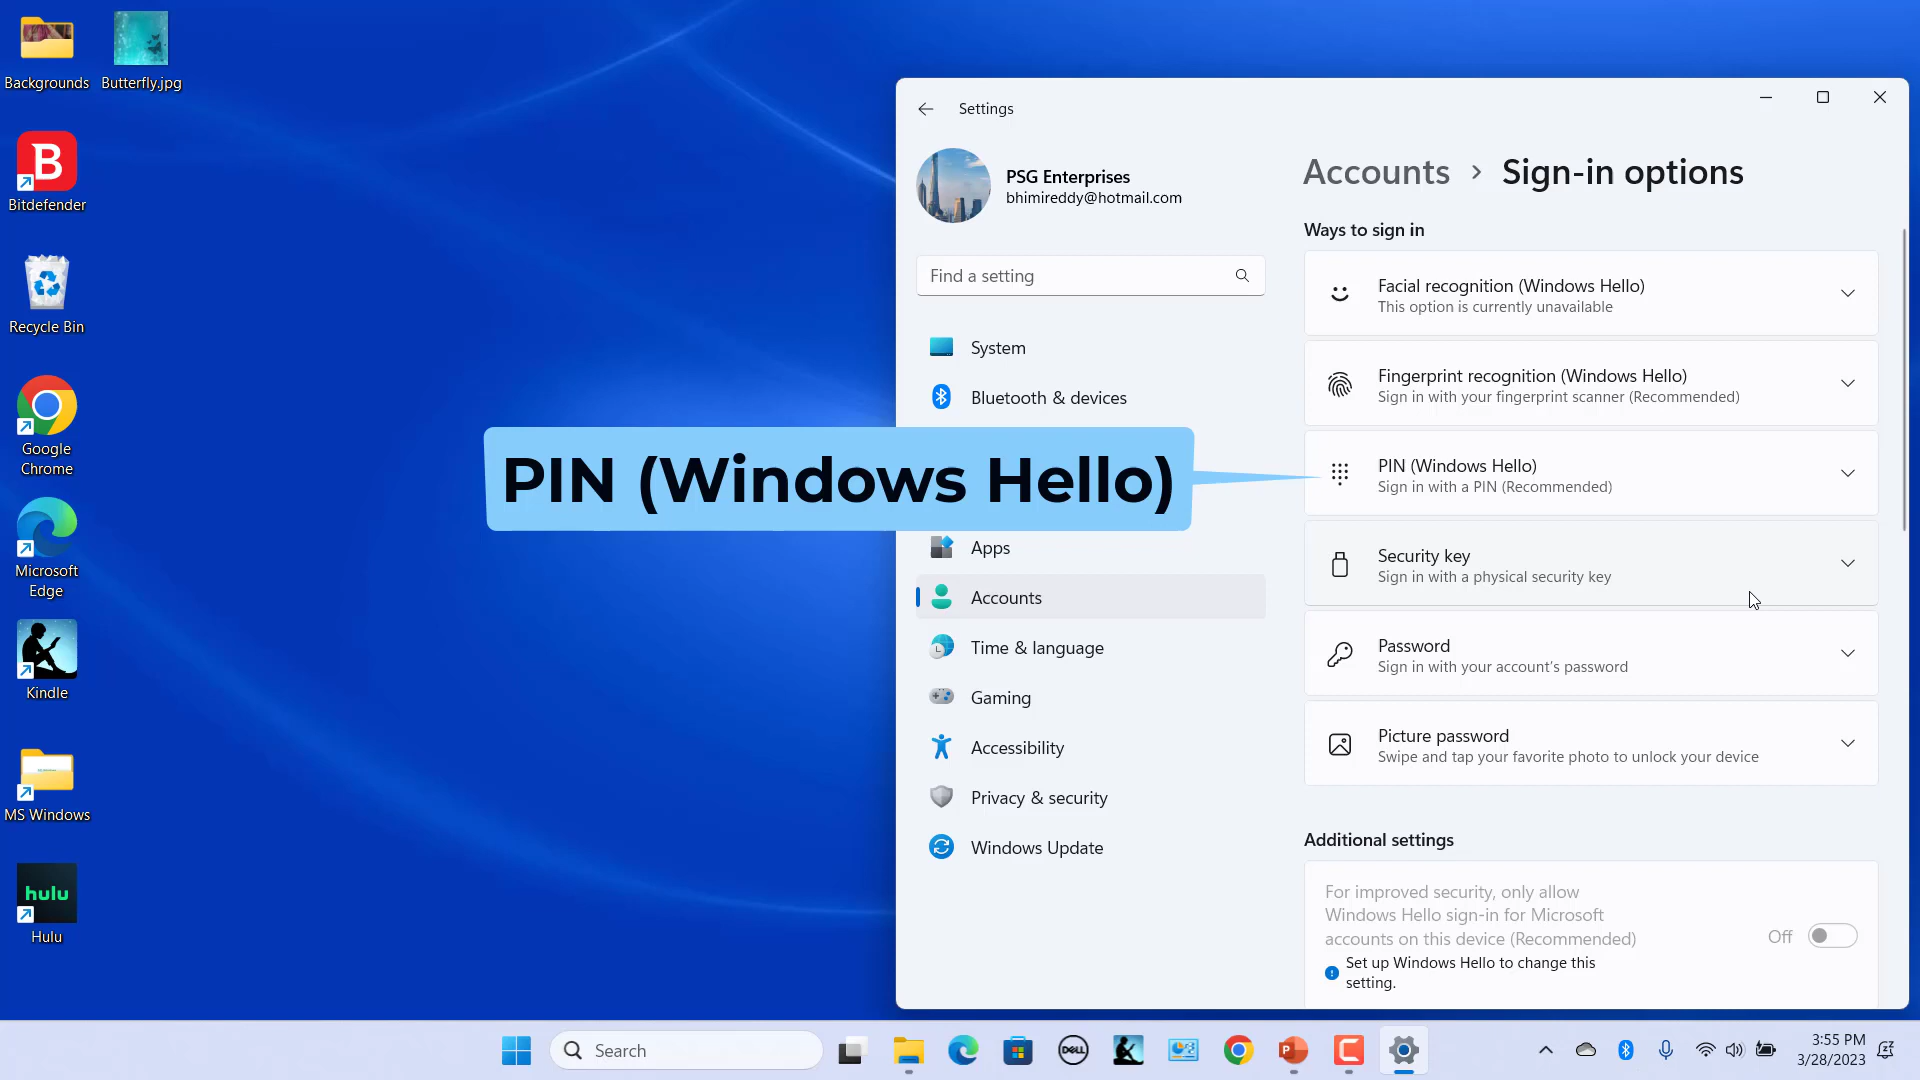 Backgrounds
Butterfly.jpg
B
Bitdefender
Recycle Bin
Google
Chrome
Microsoft
Edge
Kindle
MS Windows
hulu
Hulu
PIN (Windows Hello)
Settings
PSG Enterprises
bhimireddy@hotmail.com
Find a setting
System
Bluetooth & devices
Apps
Accounts
Time & language
Gaming
Accessibility
Privacy & security
Windows Update
Accounts > Sign-in options
Ways to sign in
Facial recognition (Windows Hello)
This option is currently unavailable
Fingerprint recognition (Windows Hello)
Sign in with your fingerprint scanner (Recommended)
PIN (Windows Hello)
Sign in with a PIN (Recommended)
Security key
Sign in with a physical security key
Password
Sign in with your account's password
Picture password
Swipe and tap your favorite photo to unlock your device
Additional settings
For improved security, only allow
Windows Hello sign-in for Microsoft
accounts on this device (Recommended)
Off
Set up Windows Hello to change this
setting.
Search
DELL
P
C
3:55 PM
3/28/2023